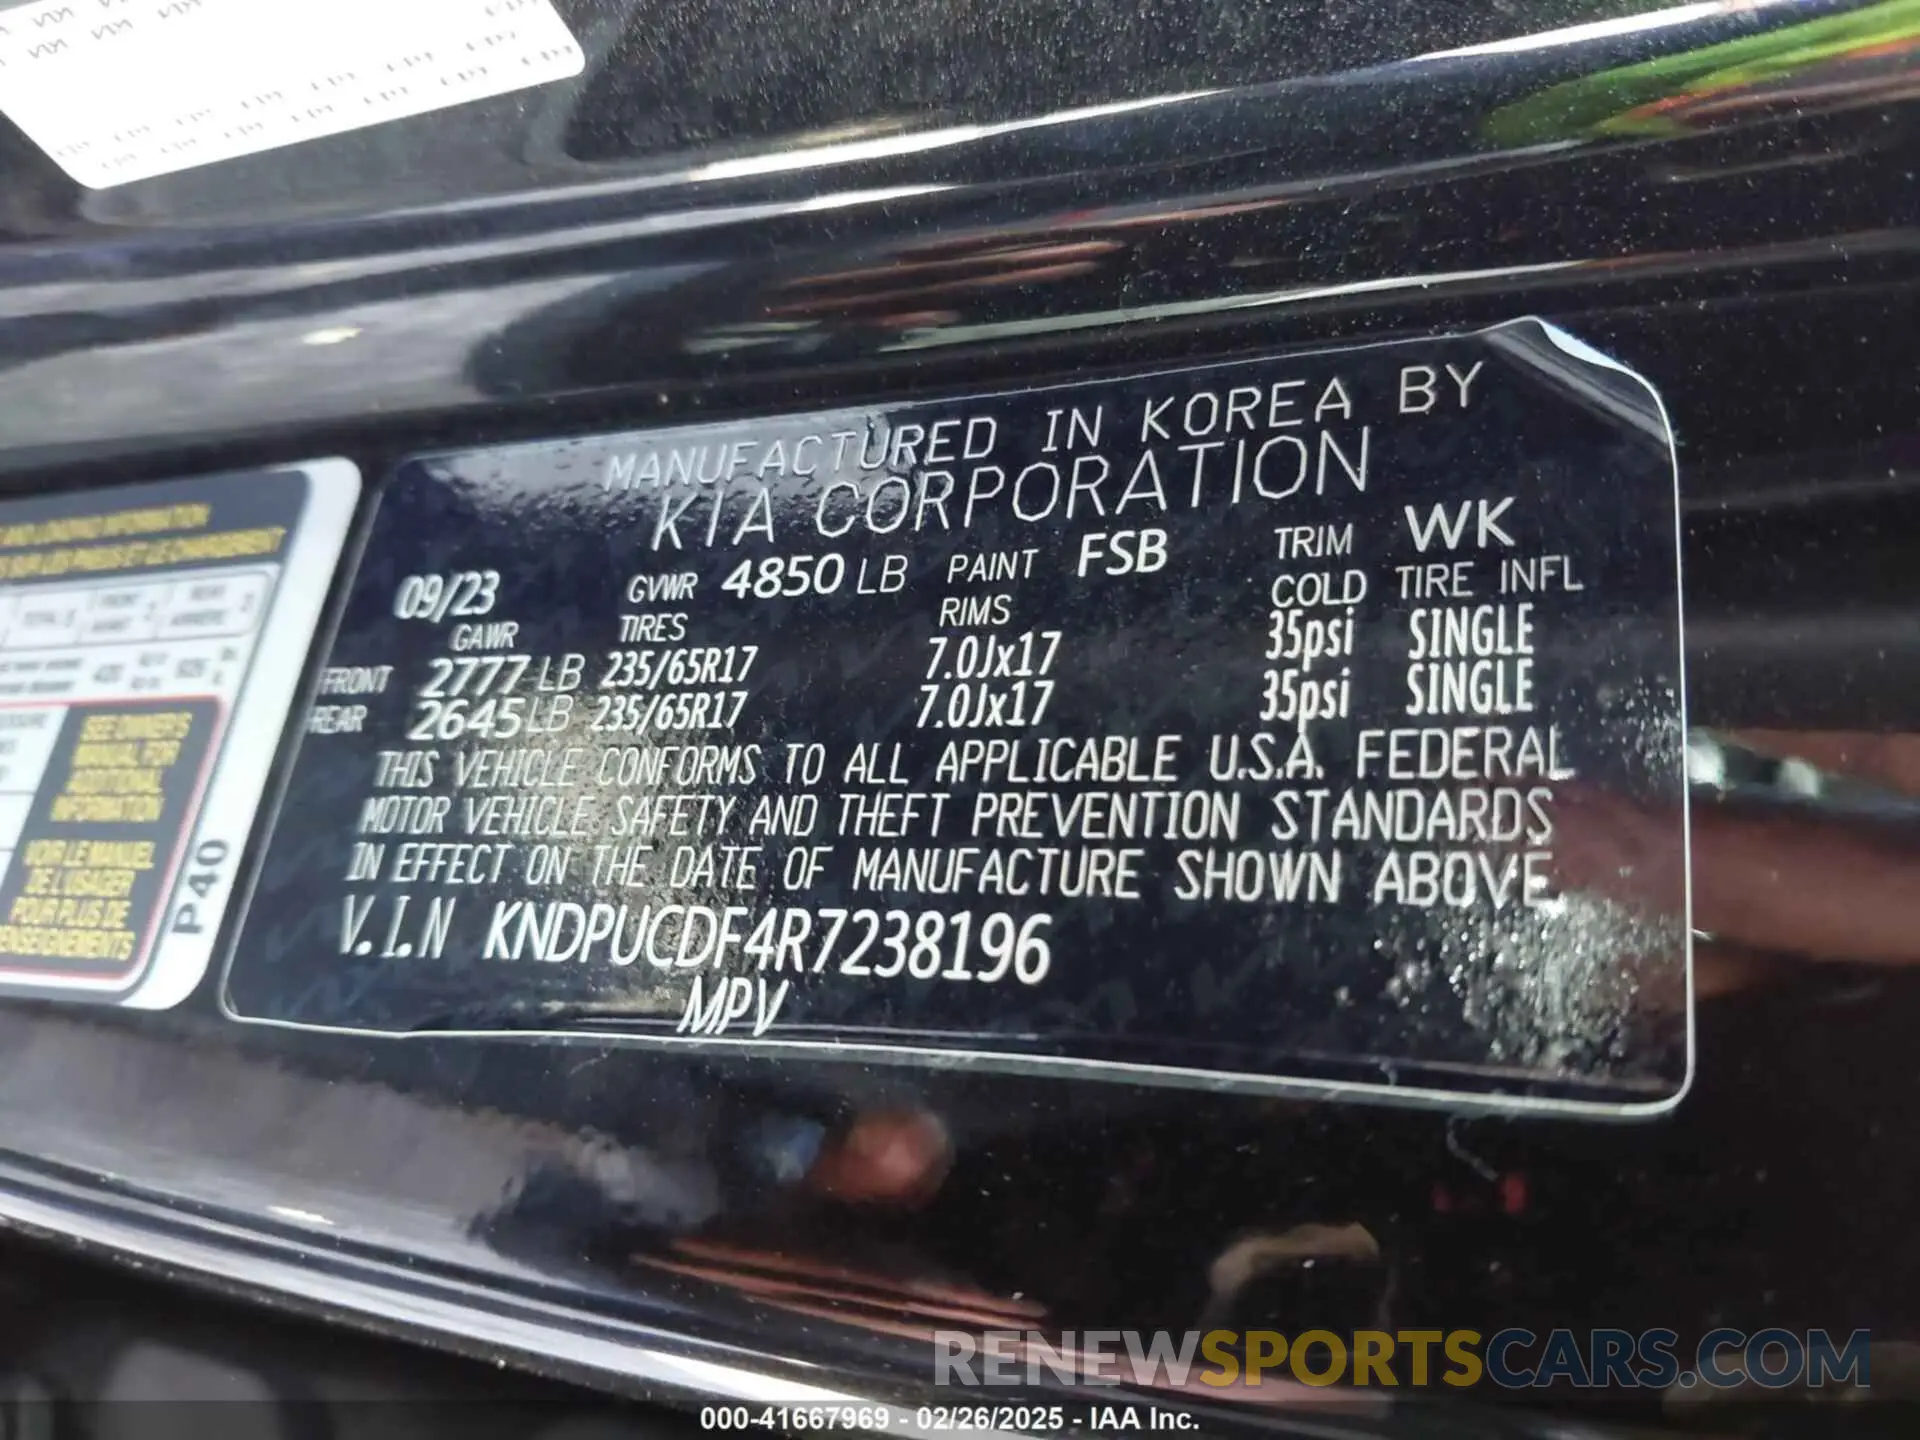 MANUFACTURED IN KOREA BY
KIA CORPORATION
09/23 GVWR 4850 LB PAINT FSB TRIM WK
GAWR TIRES RIMS COLD TIRE INFL
FRONT 2777 LB 235/65R17 7.0Jx17 35psi SINGLE
REAR 2645 LB 235/65R17 7.0Jx17 35psi SINGLE
THIS VEHICLE CONFORMS TO ALL APPLICABLE U.S.A. FEDERAL
MOTOR VEHICLE SAFETY AND THEFT PREVENTION STANDARDS
IN EFFECT ON THE DATE OF MANUFACTURE SHOWN ABOVE.
V.I.N KNDPUCDF4R7238196
MPV
SEE OWNER'S
MANUAL FOR
ADDITIONAL
INFORMATION
VOIR LE MANUEL
DE L'USAGER
POUR PLUS DE
RENSEIGNEMENTS
P40
RENEWSPORTSCARS.COM
000-41667969 - 02/26/2025 - IAA Inc.